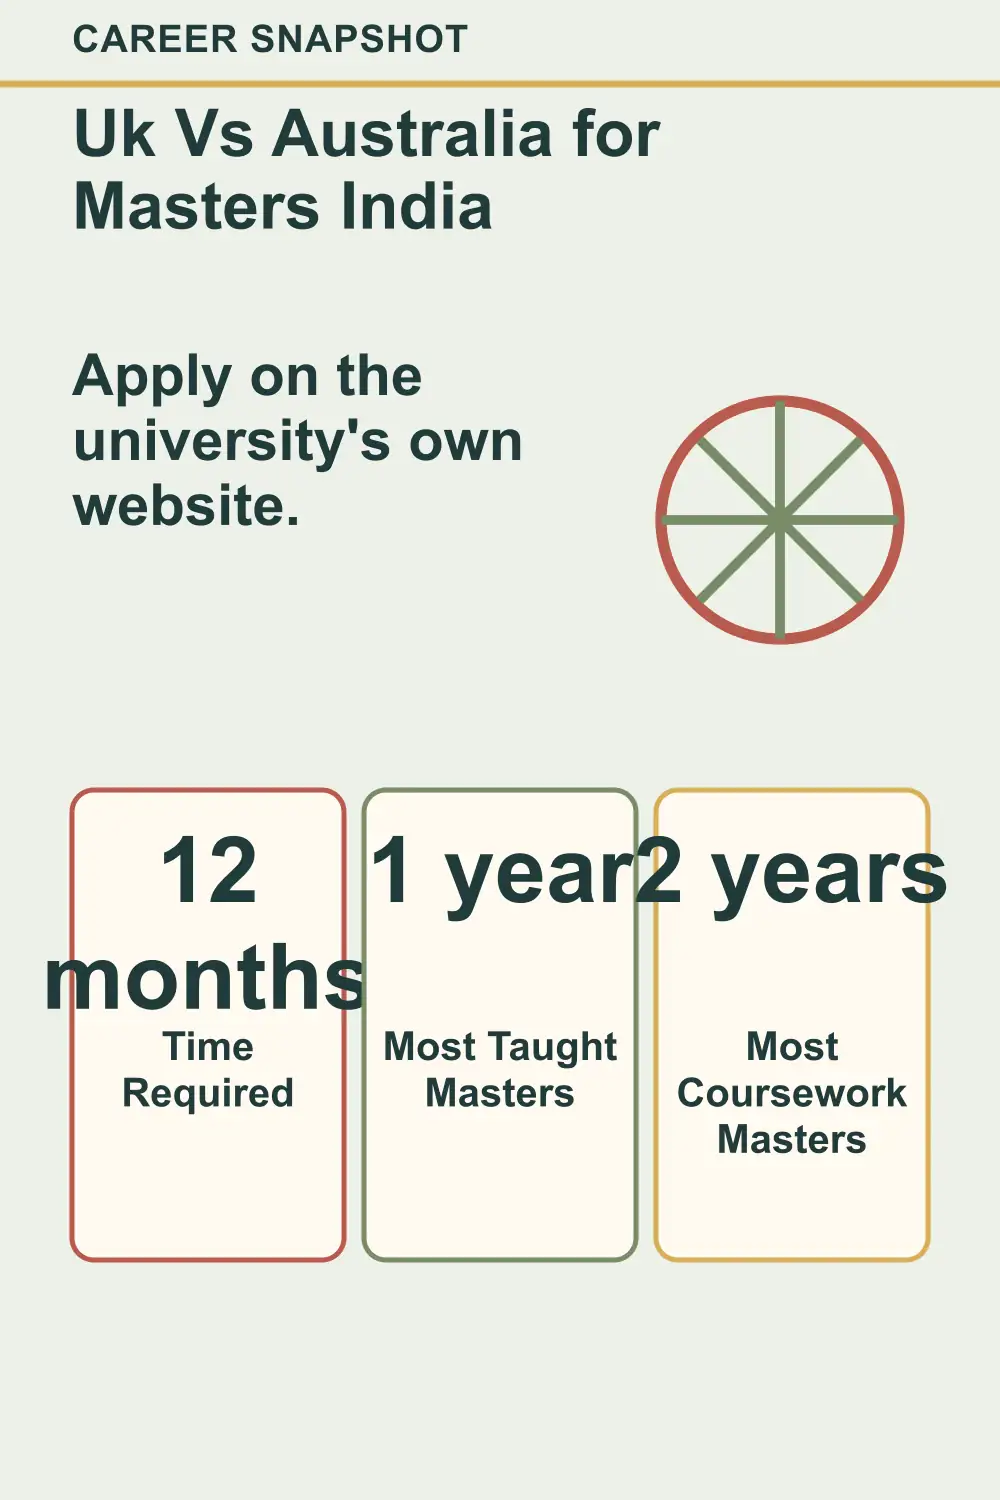 CAREER SNAPSHOT
Uk Vs Australia for
Masters India
Apply on the
university's own
website.
12
months
Time
Required
1 year
Most Taught
Masters
2 years
Most
Coursework
Masters